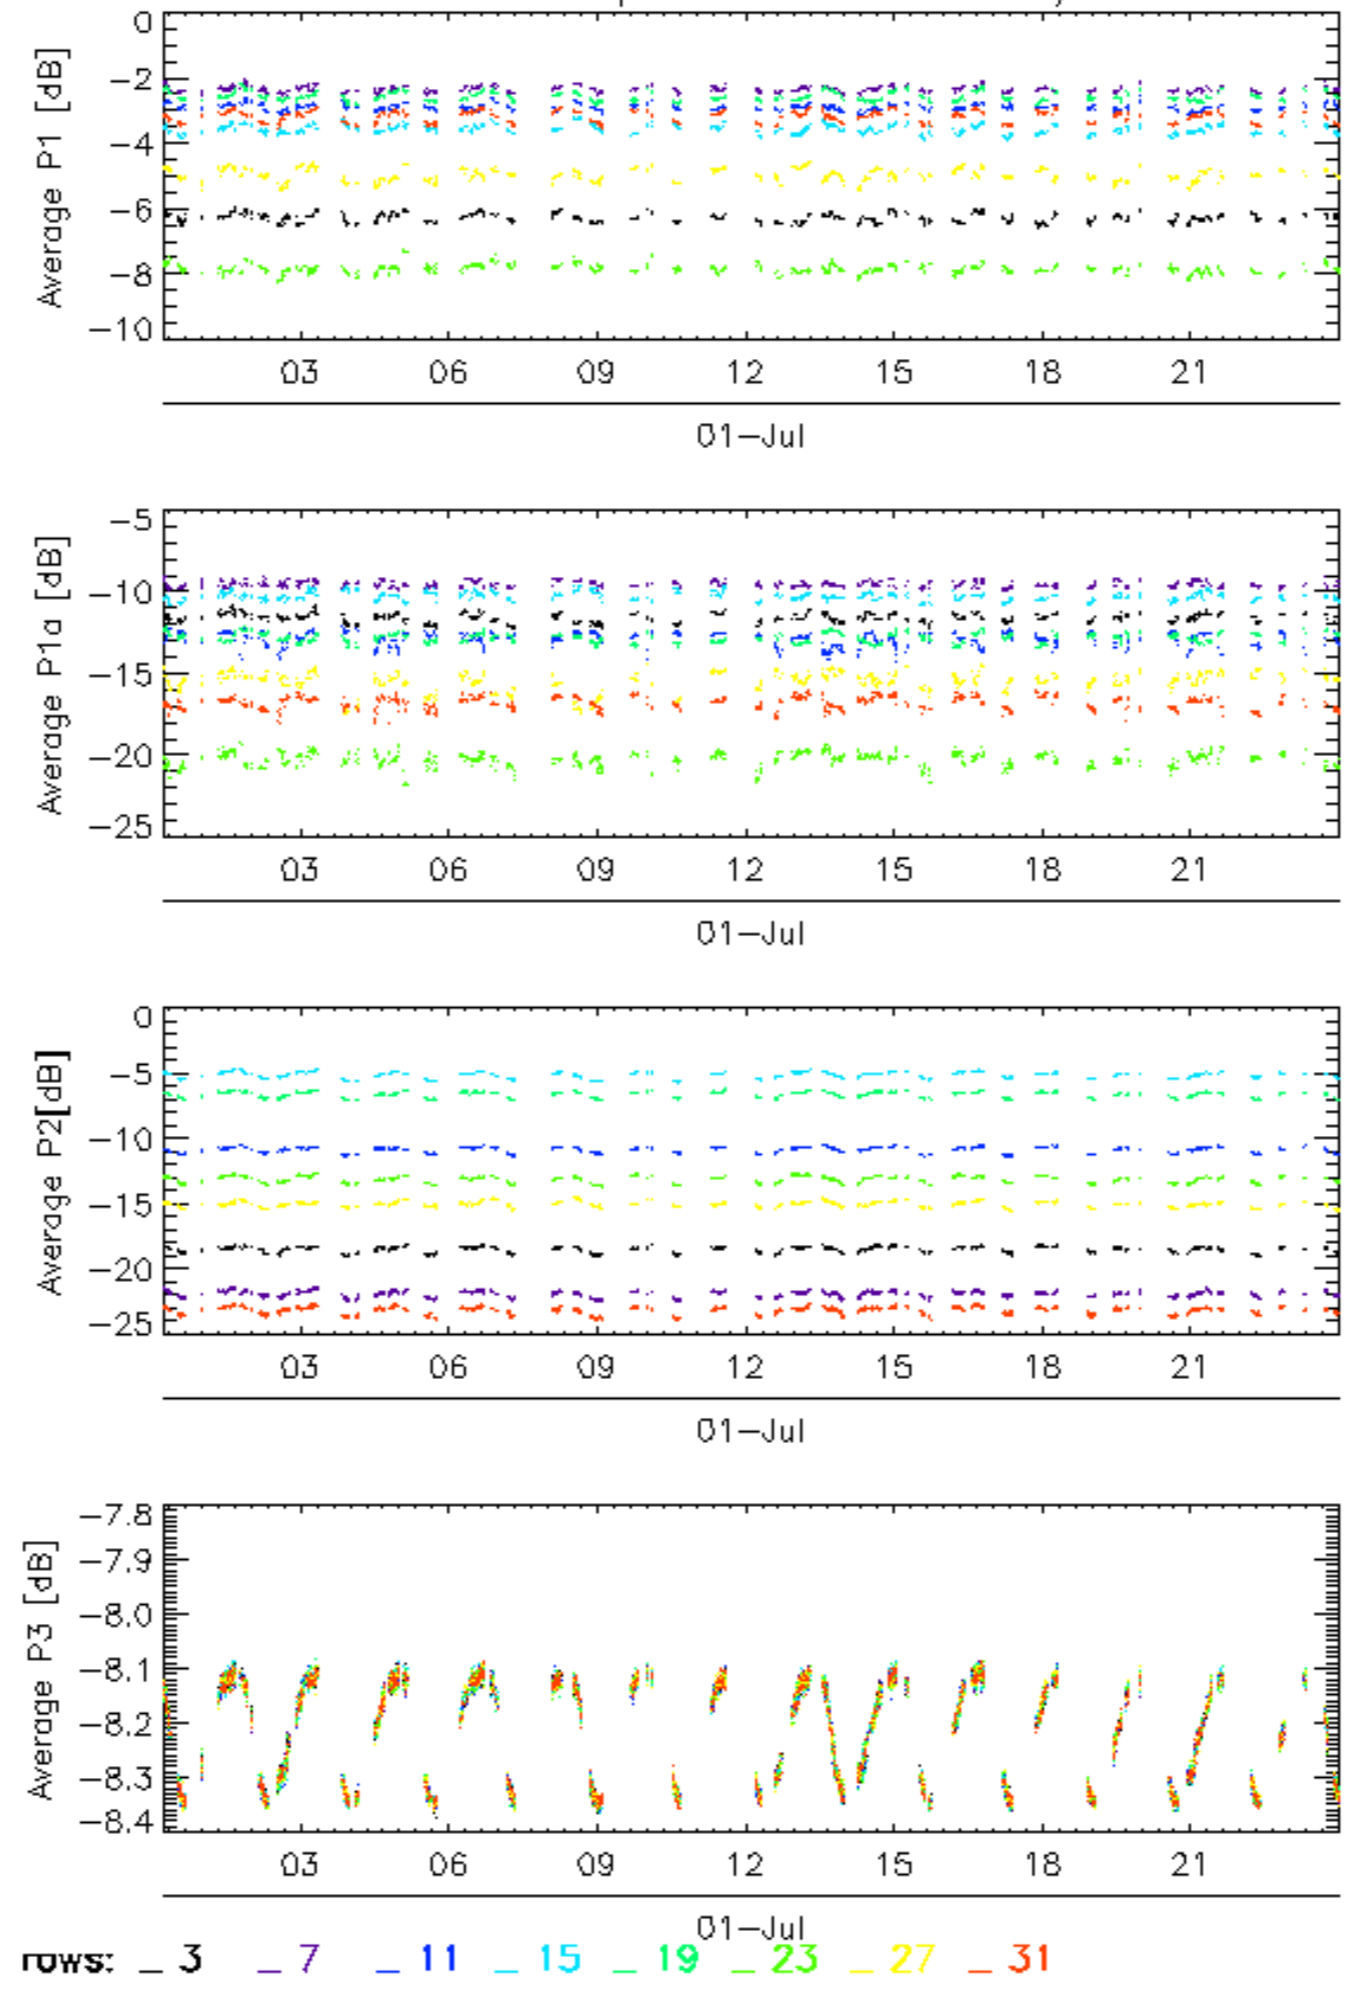 0
−2
−4
−6
−8
−10
Average P1 [dB]
03 06 09 12 15 18 21
01−Jul
−5
−10
−15
−20
−25
Average P1a [dB]
03 06 09 12 15 18 21
01−Jul
0
−5
−10
−15
−20
−25
Average P2[dB]
03 06 09 12 15 18 21
01−Jul
−7.8
−7.9
−8.0
−8.1
−8.2
−8.3
−8.4
Average P3 [dB]
03 06 09 12 15 18 21
01−Jul
rows: _ 3 _ 7 _ 11 _ 15 _ 19 _ 23 _ 27 _ 31